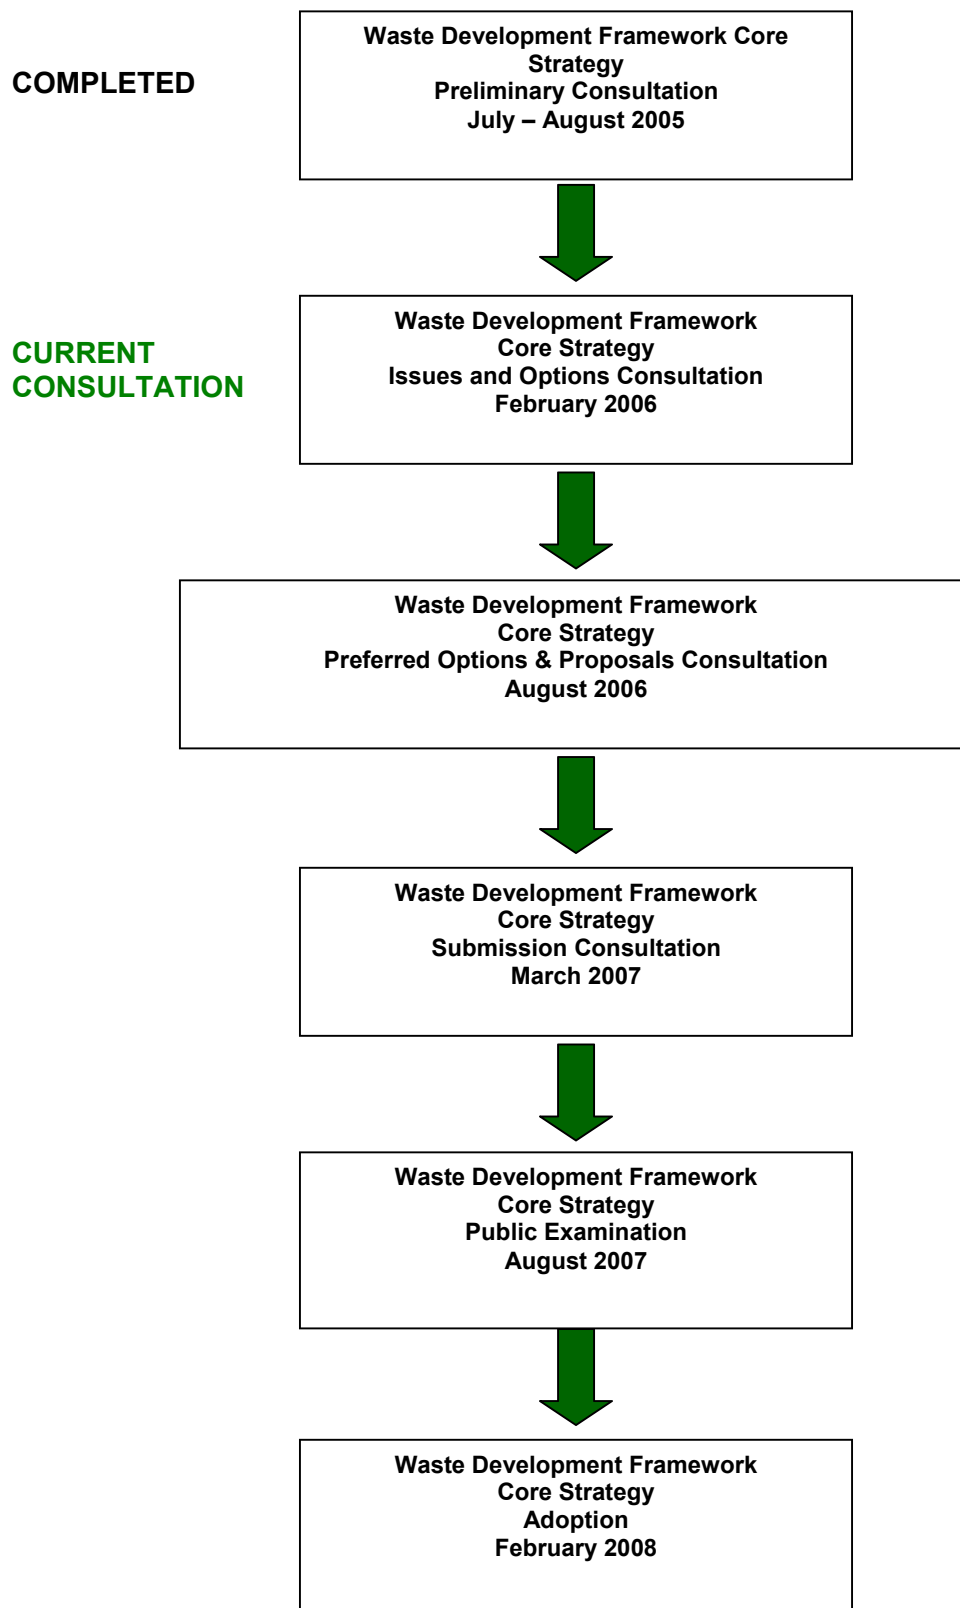 COMPLETED
Waste Development Framework Core
Strategy
Preliminary Consultation
July – August 2005
CURRENT
CONSULTATION
Waste Development Framework
Core Strategy
Issues and Options Consultation
February 2006
Waste Development Framework
Core Strategy
Preferred Options & Proposals Consultation
August 2006
Waste Development Framework
Core Strategy
Submission Consultation
March 2007
Waste Development Framework
Core Strategy
Public Examination
August 2007
Waste Development Framework
Core Strategy
Adoption
February 2008